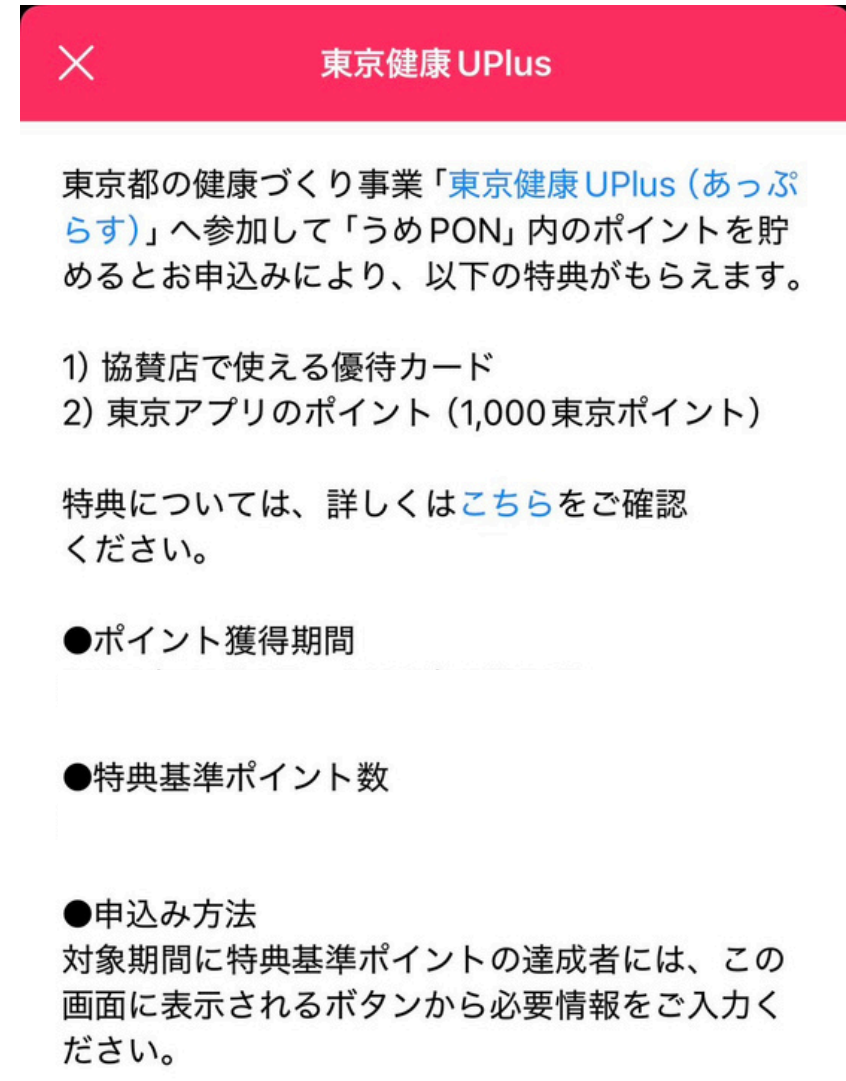 東京健康UPlus
東京都の健康づくり事業「東京健康UPlus（あっぷ
らす）」へ参加して「うめPON」内のポイントを貯
めるとお申込みにより、以下の特典がもらえます。
1) 協賛店で使える優待カード
2) 東京アプリのポイント（1,000東京ポイント）
特典については、詳しくはこちらをご確認
ください。
●ポイント獲得期間
●特典基準ポイント数
●申込み方法
対象期間に特典基準ポイントの達成者には、この
画面に表示されるボタンから必要情報をご入力く
ださい。